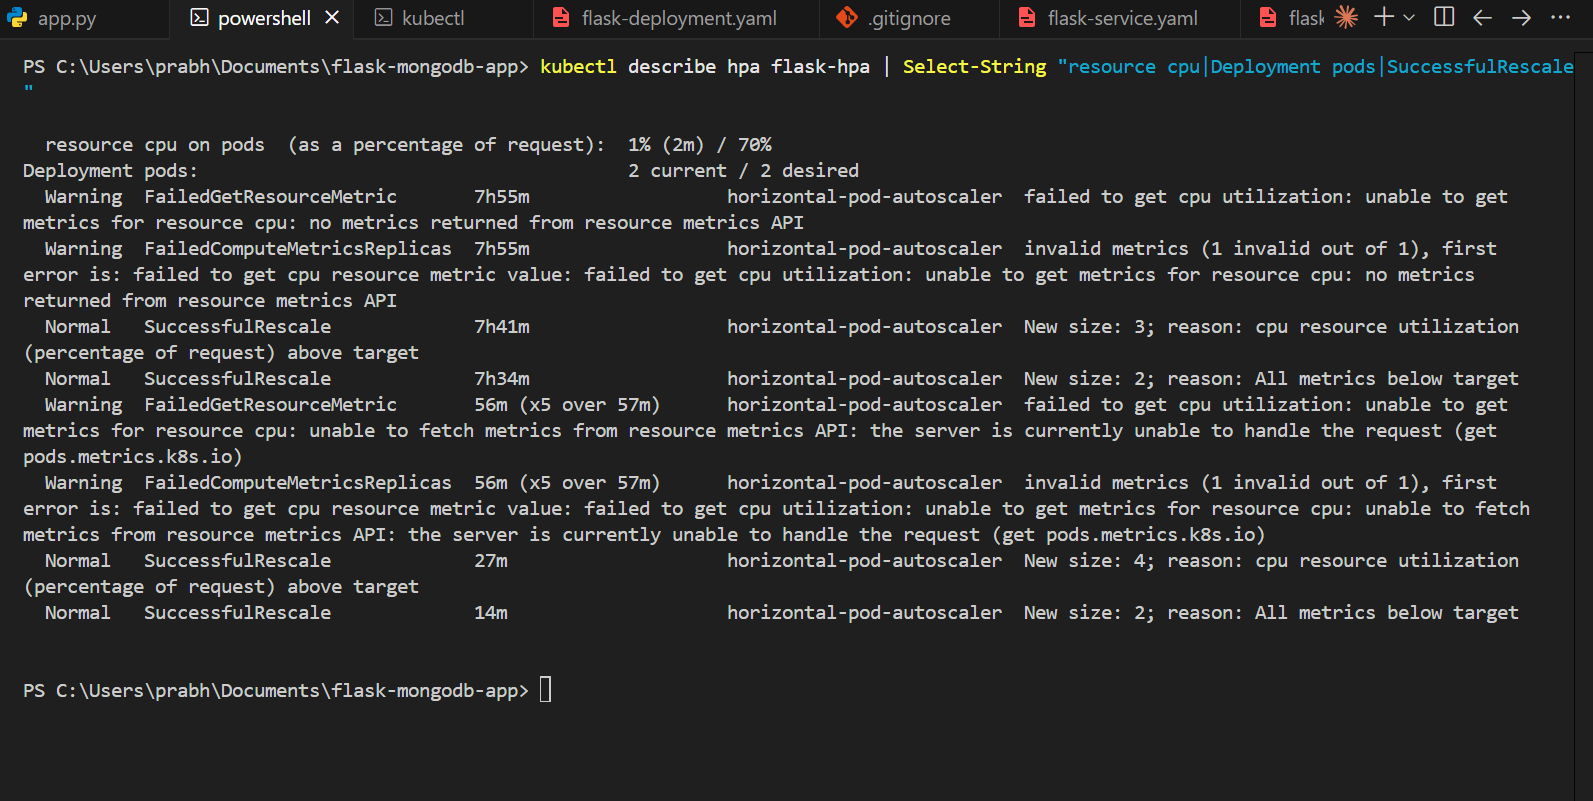 app.py powershell kubectl flask-deployment.yaml .gitignore flask-service.yaml flask
PS C:\Users\prabh\Documents\flask-mongodb-app> kubectl describe hpa flask-hpa | Select-String "resource cpu|Deployment pods|SuccessfulRescale
"
resource cpu on pods  (as a percentage of request):  1% (2m) / 70%
Deployment pods:                                       2 current / 2 desired
  Warning  FailedGetResourceMetric       7h55m                  horizontal-pod-autoscaler  failed to get cpu utilization: unable to get
metrics for resource cpu: no metrics returned from resource metrics API
  Warning  FailedComputeMetricsReplicas  7h55m                  horizontal-pod-autoscaler  invalid metrics (1 invalid out of 1), first
error is: failed to get cpu resource metric value: failed to get cpu utilization: unable to get metrics for resource cpu: no metrics
returned from resource metrics API
  Normal   SuccessfulRescale             7h41m                  horizontal-pod-autoscaler  New size: 3; reason: cpu resource utilization
(percentage of request) above target
  Normal   SuccessfulRescale             7h34m                  horizontal-pod-autoscaler  New size: 2; reason: All metrics below target
  Warning  FailedGetResourceMetric       56m (x5 over 57m)      horizontal-pod-autoscaler  failed to get cpu utilization: unable to get
metrics for resource cpu: unable to fetch metrics from resource metrics API: the server is currently unable to handle the request (get
pods.metrics.k8s.io)
  Warning  FailedComputeMetricsReplicas  56m (x5 over 57m)      horizontal-pod-autoscaler  invalid metrics (1 invalid out of 1), first
error is: failed to get cpu resource metric value: failed to get cpu utilization: unable to get metrics for resource cpu: unable to fetch
metrics from resource metrics API: the server is currently unable to handle the request (get pods.metrics.k8s.io)
  Normal   SuccessfulRescale             27m                    horizontal-pod-autoscaler  New size: 4; reason: cpu resource utilization
(percentage of request) above target
  Normal   SuccessfulRescale             14m                    horizontal-pod-autoscaler  New size: 2; reason: All metrics below target
PS C:\Users\prabh\Documents\flask-mongodb-app>